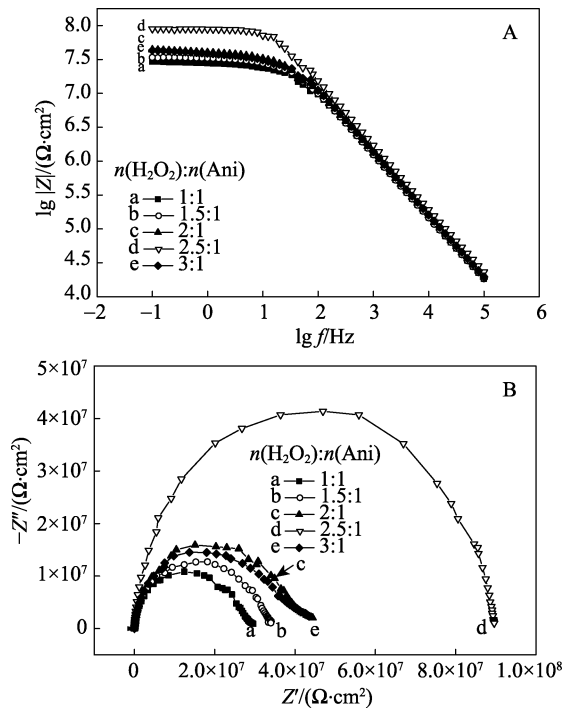 A
8.0
7.5
7.0
6.5
6.0
5.5
5.0
4.5
4.0
lg |Z|/(Ω·cm²)
d
c
e
b
a
n(H₂O₂):n(Ani)
a 1:1
b 1.5:1
c 2:1
d 2.5:1
e 3:1
−2 −1 0 1 2 3 4 5 6
lg f/Hz
B
5×10⁷
4×10⁷
3×10⁷
2×10⁷
1×10⁷
0
−Z″/(Ω·cm²)
n(H₂O₂):n(Ani)
a 1:1
b 1.5:1
c 2:1
d 2.5:1
e 3:1
c
a b e d
0 2.0×10⁷ 4.0×10⁷ 6.0×10⁷ 8.0×10⁷ 1.0×10⁸
Z′/(Ω·cm²)